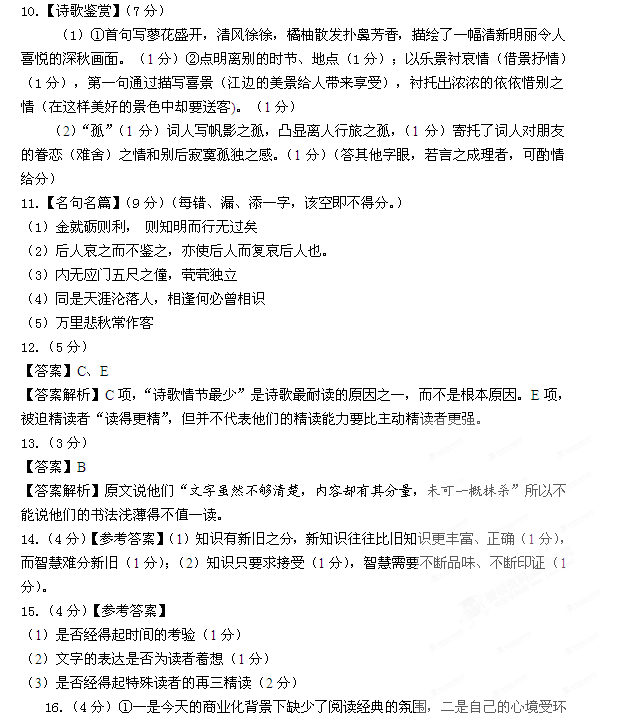 10.【诗歌鉴赏】(7 分)
(1)①首句写蓼花盛开，清风徐徐，橘柚散发扑鼻芳香，描绘了一幅清新明丽令人
喜悦的深秋画面。（1 分）②点明离别的时节、地点（1 分）；以乐景衬哀情（借景抒情）
（1 分），第一句通过描写喜景（江边的美景给人带来享受），衬托出浓浓的依依惜别之
情（在这样美好的景色中却要送客)。（1 分）
(2)“孤”（1 分）词人写帆影之孤，凸显离人行旅之孤，（1 分）寄托了词人对朋友
的眷恋（难舍）之情和别后寂寞孤独之感。（1 分）（答其他字眼，若言之成理者，可酌情
给分）
11.【名句名篇】(9 分）（每错、漏、添一字，该空即不得分。）
（1）金就砺则利， 则知明而行无过矣
（2）后人哀之而不鉴之，亦使后人而复哀后人也。
（3）内无应门五尺之僮，茕茕独立
（4）同是天涯沦落人，相逢何必曾相识
（5）万里悲秋常作客
12.（5 分）
【答案】C、E
【答案解析】C 项，“诗歌情节最少”是诗歌最耐读的原因之一，而不是根本原因。E 项，
被迫精读者“读得更精”，但并不代表他们的精读能力要比主动精读者更强。
13.（3 分）
【答案】B
【答案解析】原文说他们“文字虽然不够清楚，内容却有其分量，未可一概抹杀”所以不
能说他们的书法浅薄得不值一读。
14.（4 分）【参考答案】（1）知识有新旧之分，新知识往往比旧知识更丰富、正确（1 分），
而智慧难分新旧（1 分）；（2）知识只要求接受（1 分），智慧需要不断品味、不断印证（1
分）。
15.（4 分）【参考答案】
（1）是否经得起时间的考验（1 分）
（2）文字的表达是否为读者着想（1 分）
（3）是否经得起特殊读者的再三精读（2 分）
16.（4 分）①一是今天的商业化背景下缺少了阅读经典的氛围，二是自己的心境受环